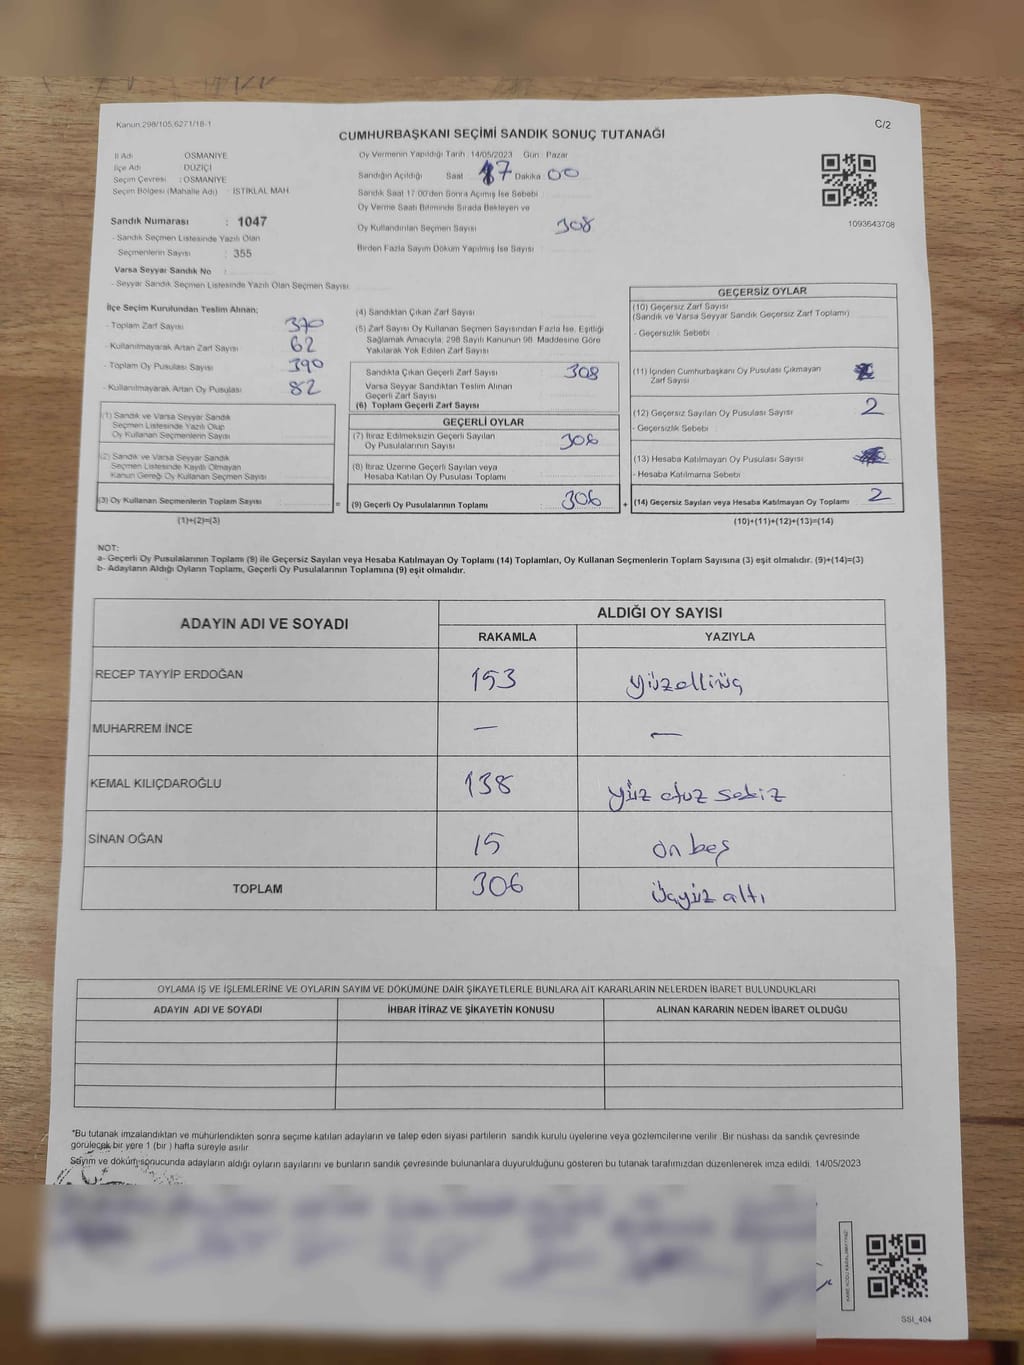 Kanun:298/105,6271/18-1
C/2
CUMHURBAŞKANI SEÇİMİ SANDIK SONUÇ TUTANAĞI
İl Adı : OSMANİYE
İlçe Adı : DÜZİÇİ
Seçim Çevresi : OSMANİYE
Seçim Bölgesi (Mahalle Adı) : İSTİKLAL MAH.
Oy Vermenin Yapıldığı Tarih : 14/05/2023 Gün : Pazar
Sandığın Açıldığı Saat 17 Dakika 00
Sandık Saat 17:00'den Sonra Açılmış İse Sebebi
Oy Verme Saati Bitiminde Sırada Bekleyen ve
Oy Kullandırılan Seçmen Sayısı 308
Birden Fazla Sayım Döküm Yapılmış İse Sayısı
1093643708
Sandık Numarası : 1047
- Sandık Seçmen Listesinde Yazılı Olan
Seçmenlerin Sayısı : 355
Varsa Seyyar Sandık No :
- Seyyar Sandık Seçmen Listesinde Yazılı Olan Seçmen Sayısı
İlçe Seçim Kurulundan Teslim Alınan;
- Toplam Zarf Sayısı 370
- Kullanılmayarak Artan Zarf Sayısı 62
- Toplam Oy Pusulası Sayısı 390
- Kullanılmayarak Artan Oy Pusulası 82
(1) Sandık ve Varsa Seyyar Sandık
Seçmen Listesinde Yazılı Olup
Oy Kullanan Seçmenlerin Sayısı
(2) Sandık ve Varsa Seyyar Sandık
Seçmen Listesinde Kayıtlı Olmayan
Kanun Gereği Oy Kullanan Seçmen Sayısı
(3) Oy Kullanan Seçmenlerin Toplam Sayısı =
(1)+(2)=(3)
(4) Sandıktan Çıkan Zarf Sayısı
(5) Zarf Sayısı Oy Kullanan Seçmen Sayısından Fazla İse, Eşitliği
Sağlamak Amacıyla; 298 Sayılı Kanunun 98. Maddesine Göre
Yakılarak Yok Edilen Zarf Sayısı
Sandıkta Çıkan Geçerli Zarf Sayısı 308
Varsa Seyyar Sandıktan Teslim Alınan
Geçerli Zarf Sayısı
(6) Toplam Geçerli Zarf Sayısı
GEÇERLİ OYLAR
(7) İtiraz Edilmeksizin Geçerli Sayılan
Oy Pusulalarının Sayısı 306
(8) İtiraz Üzerine Geçerli Sayılan veya
Hesaba Katılan Oy Pusulası Toplamı
(9) Geçerli Oy Pusulalarının Toplamı 306 +
GEÇERSİZ OYLAR
(10) Geçersiz Zarf Sayısı
(Sandık ve Varsa Seyyar Sandık Geçersiz Zarf Toplamı)
- Geçersizlik Sebebi
(11) İçinden Cumhurbaşkanı Oy Pusulası Çıkmayan
Zarf Sayısı
(12) Geçersiz Sayılan Oy Pusulası Sayısı 2
- Geçersizlik Sebebi
(13) Hesaba Katılmayan Oy Pusulası Sayısı
- Hesaba Katılmama Sebebi
(14) Geçersiz Sayılan veya Hesaba Katılmayan Oy Toplamı 2
(10)+(11)+(12)+(13)=(14)
NOT:
a- Geçerli Oy Pusulalarının Toplamı (9) ile Geçersiz Sayılan veya Hesaba Katılmayan Oy Toplamı (14) Toplamları, Oy Kullanan Seçmenlerin Toplam Sayısına (3) eşit olmalıdır. (9)+(14)=(3)
b- Adayların Aldığı Oyların Toplamı, Geçerli Oy Pusulalarının Toplamına (9) eşit olmalıdır.
ADAYIN ADI VE SOYADI
ALDIĞI OY SAYISI
RAKAMLA YAZIYLA
RECEP TAYYİP ERDOĞAN 153 yüzelliüç
MUHARREM İNCE — —
KEMAL KILIÇDAROĞLU 138 yüz otuz sekiz
SİNAN OĞAN 15 on beş
TOPLAM 306 üçyüz altı
OYLAMA İŞ VE İŞLEMLERİNE VE OYLARIN SAYIM VE DÖKÜMÜNE DAİR ŞİKAYETLERLE BUNLARA AİT KARARLARIN NELERDEN İBARET BULUNDUKLARI
ADAYIN ADI VE SOYADI İHBAR İTİRAZ VE ŞİKAYETİN KONUSU ALINAN KARARIN NEDEN İBARET OLDUĞU
*Bu tutanak imzalandıktan ve mühürlendikten sonra seçime katılan adayların ve talep eden siyasi partilerin sandık kurulu üyelerine veya gözlemcilerine verilir. Bir nüshası da sandık çevresinde
görülecek bir yere 1 (bir ) hafta süreyle asılır.
Sayım ve döküm sonucunda adayların aldığı oyların sayılarını ve bunların sandık çevresinde bulunanlara duyurulduğunu gösteren bu tutanak tarafımızdan düzenlenerek imza edildi. 14/05/2023
SSI_404